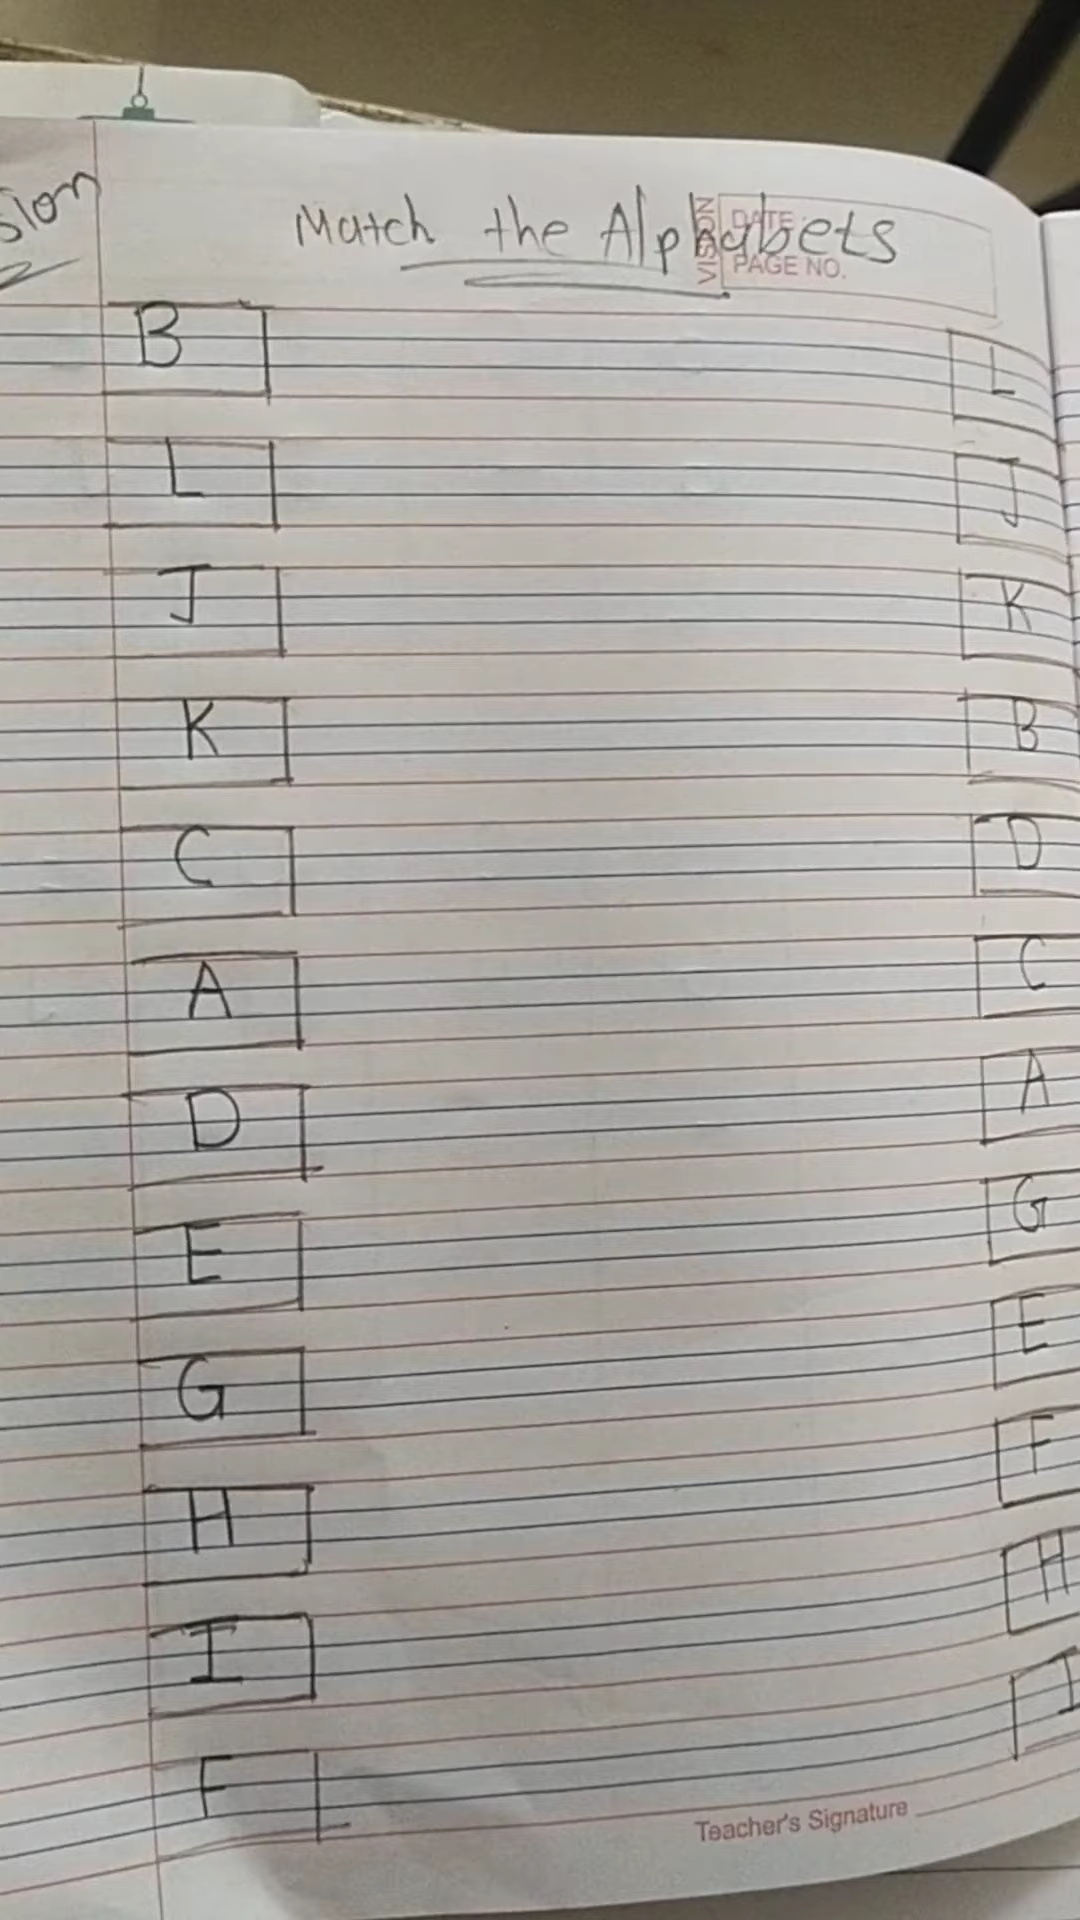 sion
Match the Alphabets
VISION
DATE :
PAGE NO.
B L
L J
J K
K B
C D
A C
D A
E G
G E
H F
I H
F I
Teacher's Signature